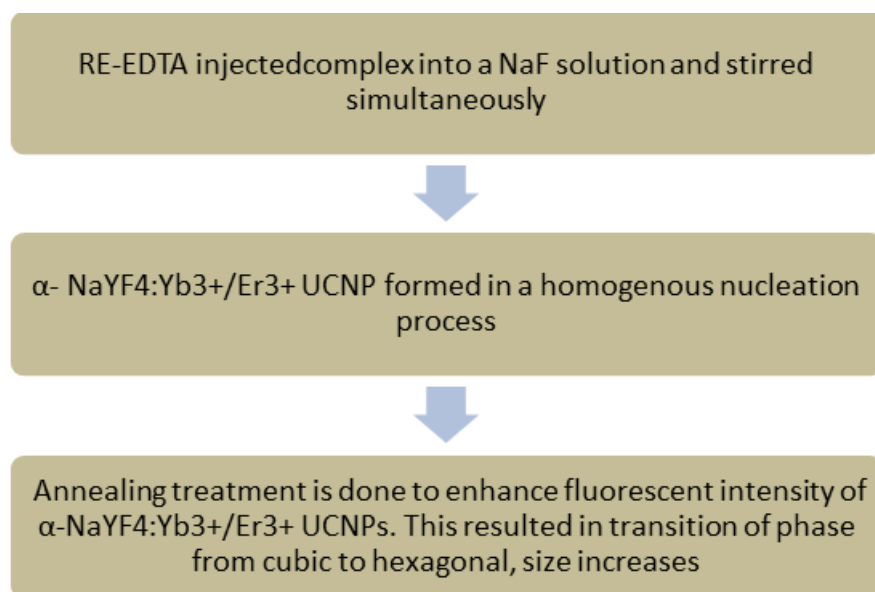 RE-EDTA injectedcomplexinto a NaF solution and stirred
simultaneously
α- NaYF4:Yb3+/Er3+ UCNP formed in a homogenous nucleation
process
Annealing treatment is done to enhance fluorescent intensity of
α-NaYF4:Yb3+/Er3+ UCNPs. This resulted in transition of phase
from cubic to hexagonal, size increases